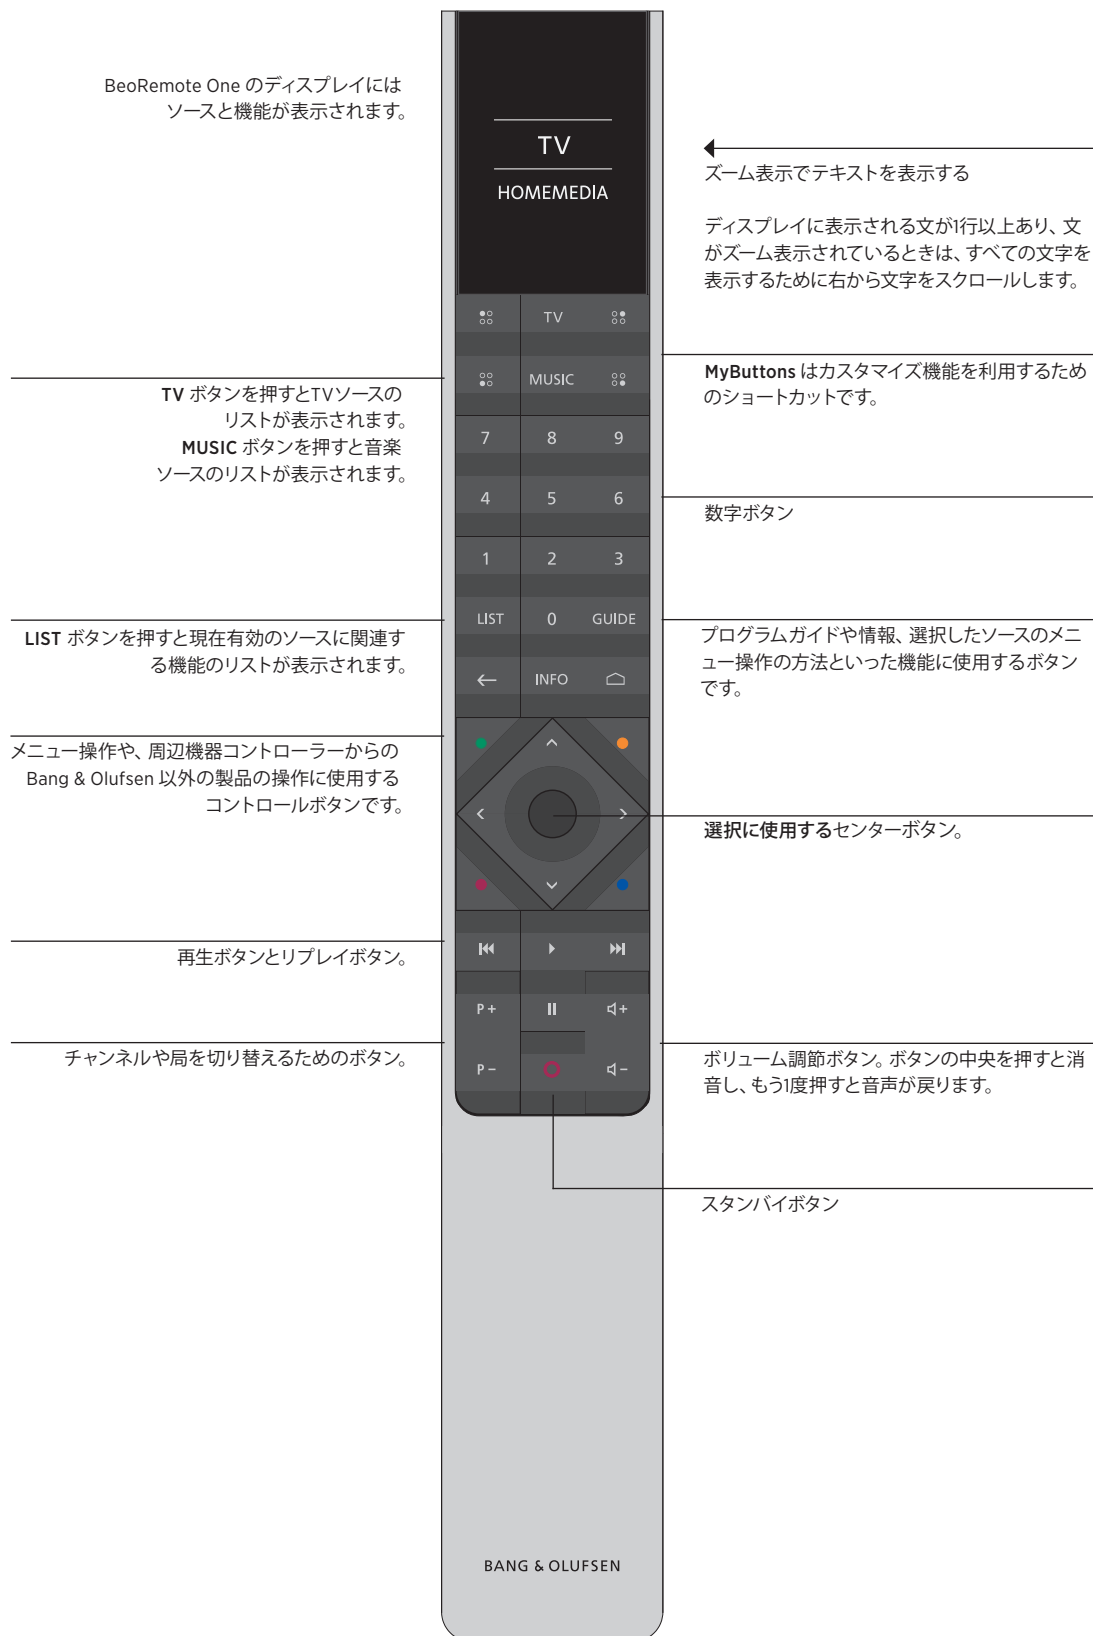 BeoRemote One のディスプレイには
ソースと機能が表示されます。
TV
HOMEMEDIA
ズーム表示でテキストを表示する
ディスプレイに表示される文が1行以上あり、文
がズーム表示されているときは、すべての文字を
表示するために右から文字をスクロールします。
TV
MUSIC
TV ボタンを押すとTVソースの
リストが表示されます。
MUSIC ボタンを押すと音楽
ソースのリストが表示されます。
MyButtons はカスタマイズ機能を利用するため
のショートカットです。
7 8 9
4 5 6
数字ボタン
1 2 3
LIST 0 GUIDE
LIST ボタンを押すと現在有効のソースに関連す
る機能のリストが表示されます。
プログラムガイドや情報、選択したソースのメニ
ュー操作の方法といった機能に使用するボタン
です。
INFO
メニュー操作や、周辺機器コントローラーからの
Bang & Olufsen 以外の製品の操作に使用する
コントロールボタンです。
選択に使用するセンターボタン。
再生ボタンとリプレイボタン。
P +
チャンネルや局を切り替えるためのボタン。
P −
ボリューム調節ボタン。ボタンの中央を押すと消
音し、もう1度押すと音声が戻ります。
スタンバイボタン
BANG & OLUFSEN